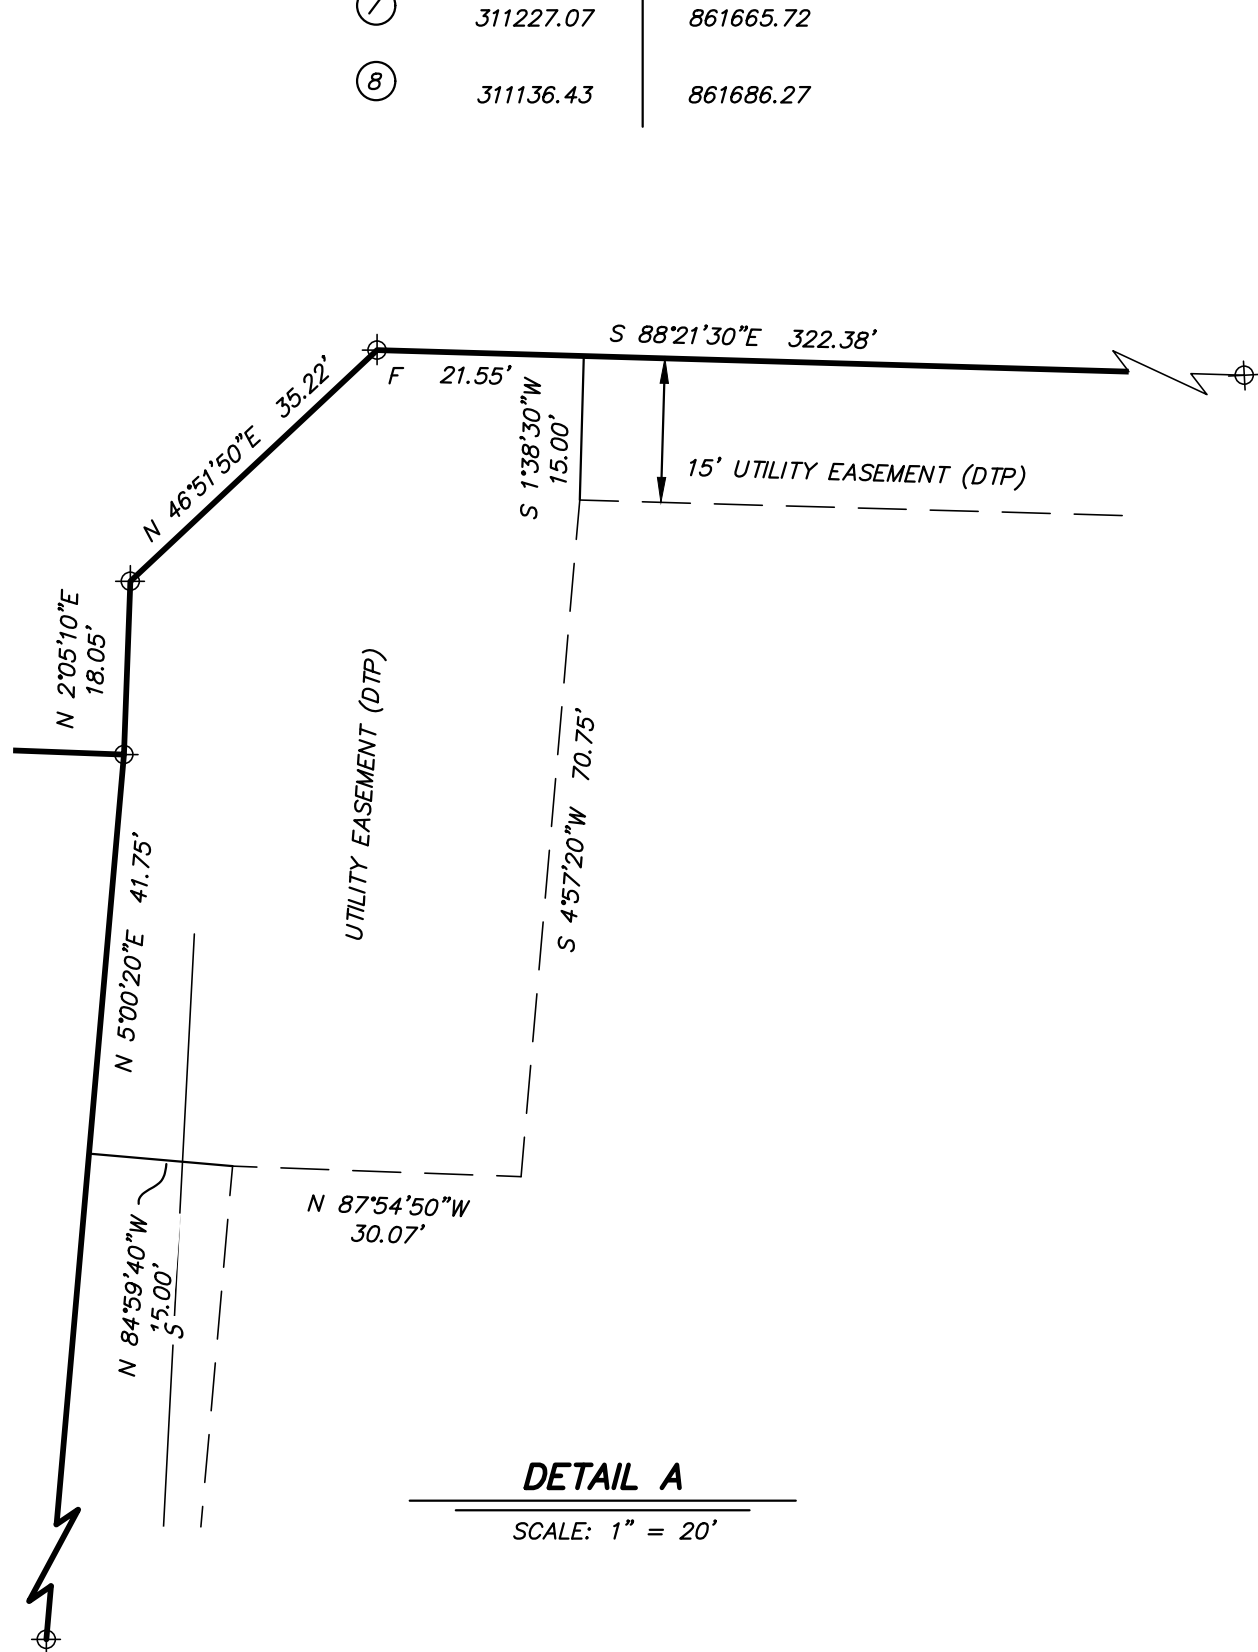 7 311227.07 861665.72
8 311136.43 861686.27
S 88°21'30"E 322.38'
F 21.55'
N 46°51'50"E 35.22'
S 1°38'30"W
15.00'
15' UTILITY EASEMENT (DTP)
N 2°05'10"E
18.05'
UTILITY EASEMENT (DTP)
S 4°57'20"W 70.75'
N 5°00'20"E 41.75'
N 87°54'50"W
30.07'
N 84°59'40"W
15.00'
S
DETAIL A
SCALE: 1" = 20'